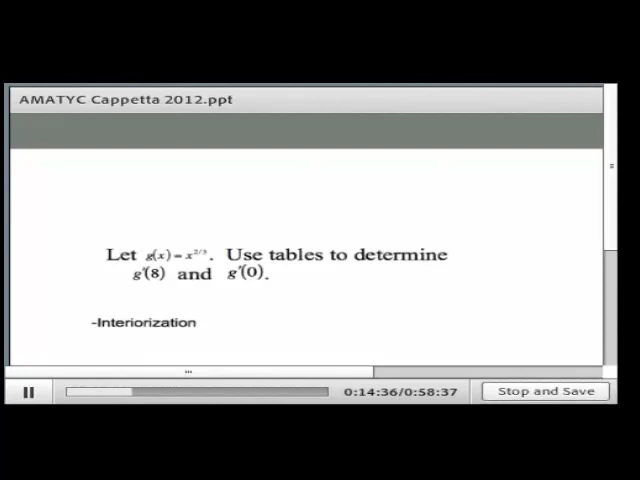 AMATYC Cappetta 2012.ppt
Let g(x) = x^{2/3}. Use tables to determine
g'(8) and g'(0).
-Interiorization
0:14:36/0:58:37
Stop and Save